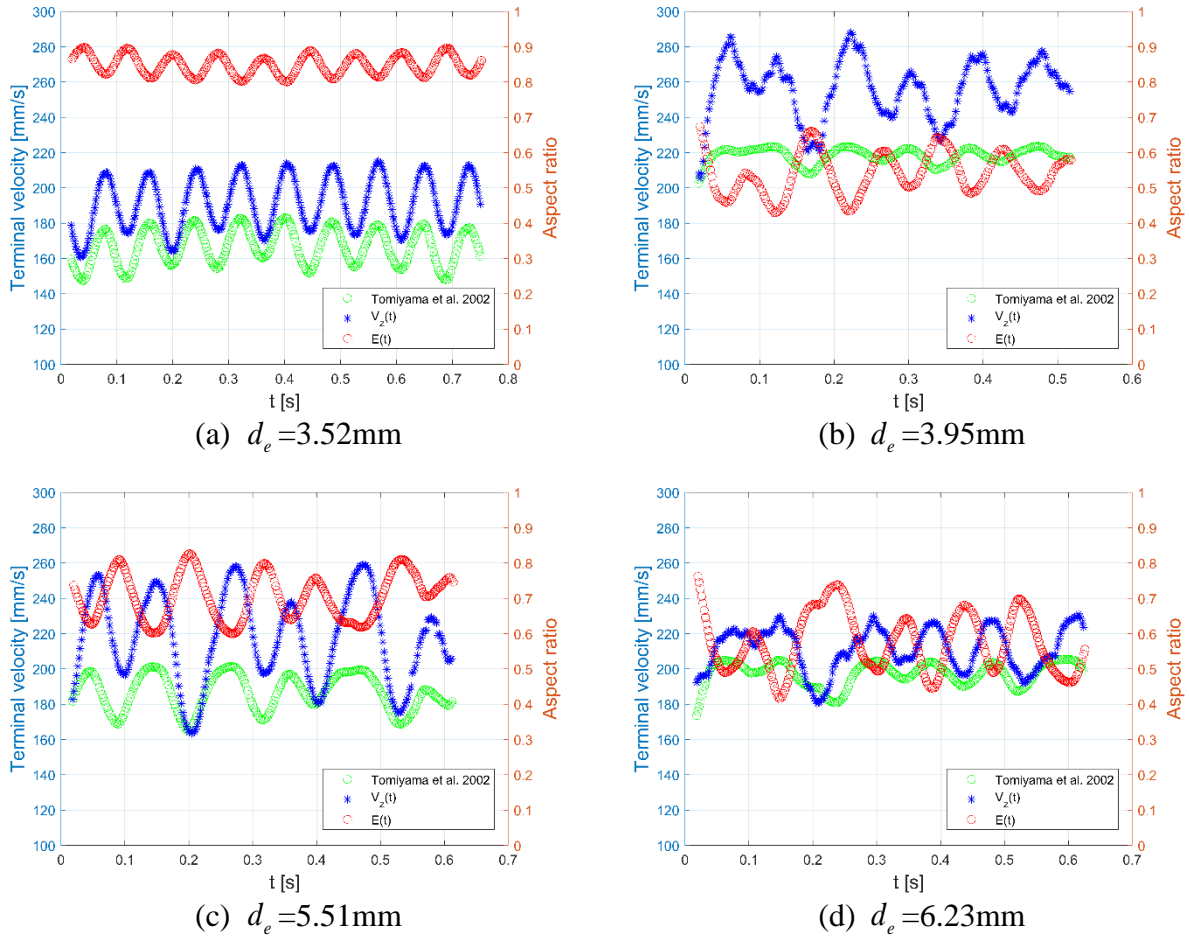 300
280
260
240
220
200
180
160
140
120
100
Terminal velocity [mm/s]
1
0.9
0.8
0.7
0.6
0.5
0.4
0.3
0.2
0.1
0
Aspect ratio
Tomiyama et al. 2002
V_z(t)
E(t)
0 0.1 0.2 0.3 0.4 0.5 0.6 0.7 0.8
t [s]
(a) d_e =3.52mm
300
280
260
240
220
200
180
160
140
120
100
Terminal velocity [mm/s]
1
0.9
0.8
0.7
0.6
0.5
0.4
0.3
0.2
0.1
0
Aspect ratio
Tomiyama et al. 2002
V_z(t)
E(t)
0 0.1 0.2 0.3 0.4 0.5 0.6
t [s]
(b) d_e =3.95mm
300
280
260
240
220
200
180
160
140
120
100
Terminal velocity [mm/s]
1
0.9
0.8
0.7
0.6
0.5
0.4
0.3
0.2
0.1
0
Aspect ratio
Tomiyama et al. 2002
V_z(t)
E(t)
0 0.1 0.2 0.3 0.4 0.5 0.6 0.7
t [s]
(c) d_e =5.51mm
300
280
260
240
220
200
180
160
140
120
100
Terminal velocity [mm/s]
1
0.9
0.8
0.7
0.6
0.5
0.4
0.3
0.2
0.1
0
Aspect ratio
Tomiyama et al. 2002
V_z(t)
E(t)
0 0.1 0.2 0.3 0.4 0.5 0.6 0.7
t [s]
(d) d_e =6.23mm